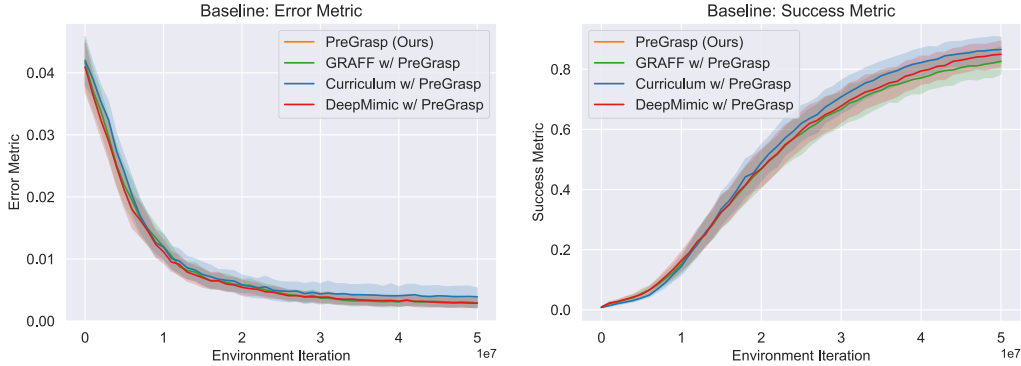 Baseline: Error Metric
PreGrasp (Ours)
GRAFF w/ PreGrasp
Curriculum w/ PreGrasp
DeepMimic w/ PreGrasp
Error Metric
0.04
0.03
0.02
0.01
0.00
0 1 2 3 4 5
1e7
Environment Iteration
Baseline: Success Metric
PreGrasp (Ours)
GRAFF w/ PreGrasp
Curriculum w/ PreGrasp
DeepMimic w/ PreGrasp
Success Metric
0.8
0.6
0.4
0.2
0.0
0 1 2 3 4 5
1e7
Environment Iteration